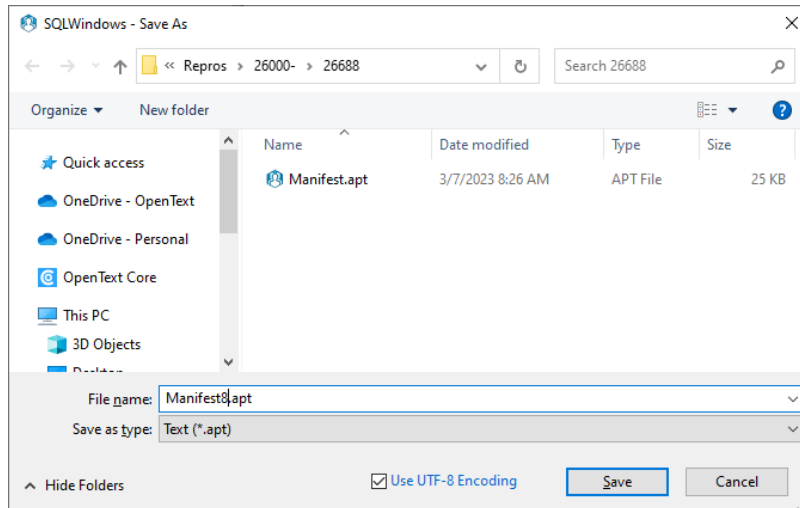 SQLWindows - Save As
« Repros > 26000- > 26688
Search 26688
Organize
New folder
?
Name
Date modified
Type
Size
Quick access
OneDrive - OpenText
OneDrive - Personal
OpenText Core
This PC
3D Objects
Desktop
Manifest.apt
3/7/2023 8:26 AM
APT File
25 KB
File name:
Manifest8.apt
Save as type:
Text (*.apt)
Hide Folders
Use UTF-8 Encoding
Save
Cancel